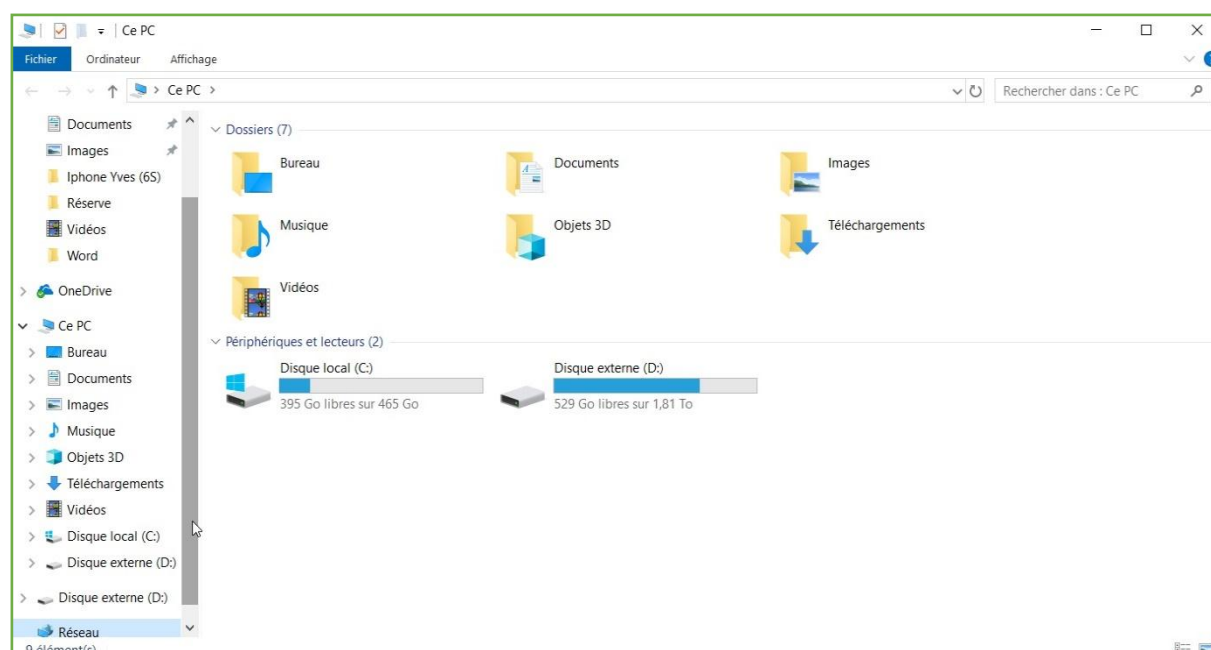 Ce PC
Fichier Ordinateur Affichage
Ce PC
Rechercher dans : Ce PC
Documents
Images
Iphone Yves (6S)
Réserve
Vidéos
Word
OneDrive
Ce PC
Bureau
Documents
Images
Musique
Objets 3D
Téléchargements
Vidéos
Disque local (C:)
Disque externe (D:)
Disque externe (D:)
Réseau
Dossiers (7)
Bureau Documents Images
Musique Objets 3D Téléchargements
Vidéos
Périphériques et lecteurs (2)
Disque local (C:) Disque externe (D:)
395 Go libres sur 465 Go 529 Go libres sur 1,81 To
9 élément(s)